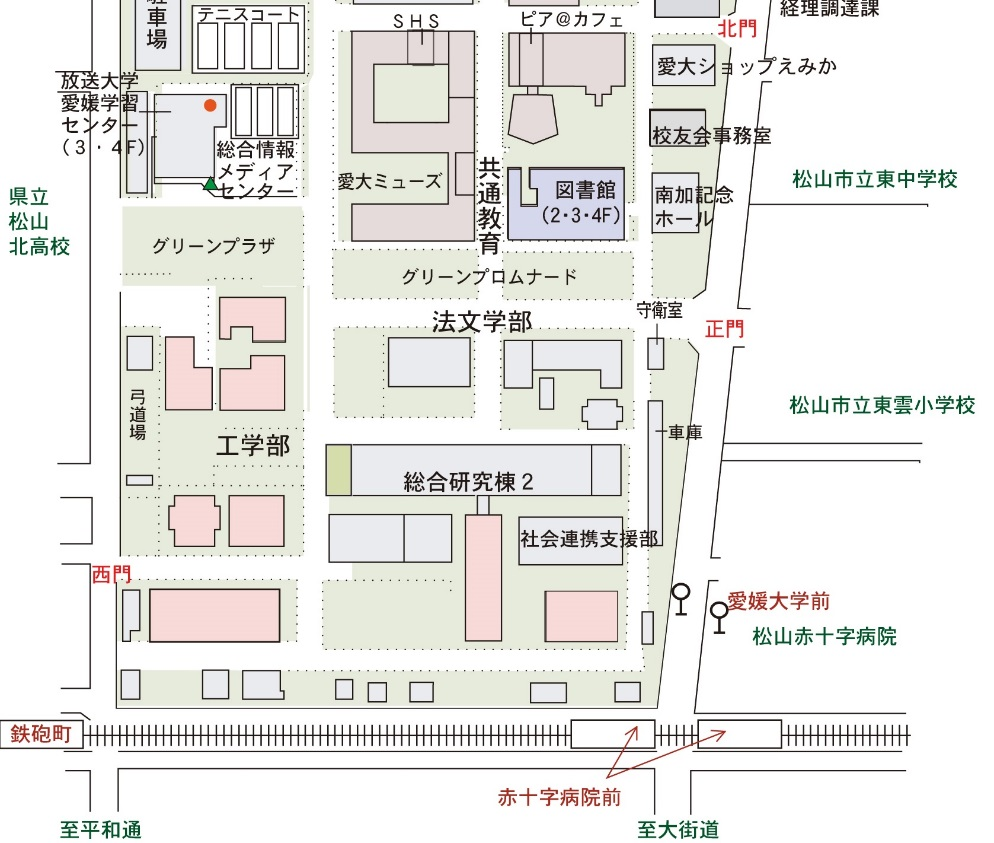 経理調達課
駐車場
テニスコート
ＳＨＳ
ピア@カフェ
北門
愛大ショップえみか
放送大学
愛媛学習
センター
（３・４F）
校友会事務室
総合情報
メディア
センター
愛大ミューズ
共通教育
図書館
（2・3・4F）
南加記念
ホール
松山市立東中学校
県立
松山
北高校
グリーンプラザ
グリーンプロムナード
守衛室
法文学部
正門
弓道場
松山市立東雲小学校
工学部
車庫
総合研究棟２
社会連携支援部
西門
愛媛大学前
松山赤十字病院
鉄砲町
赤十字病院前
至平和通
至大街道